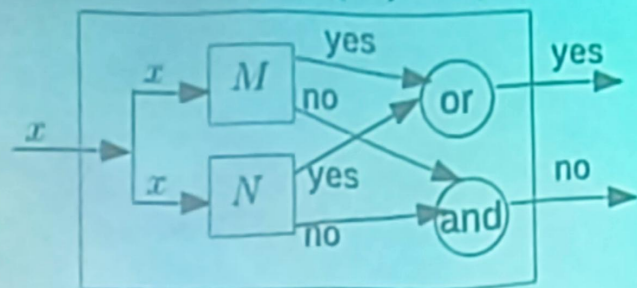 x
x
M
yes
no
or
yes
x
N
yes
no
and
no